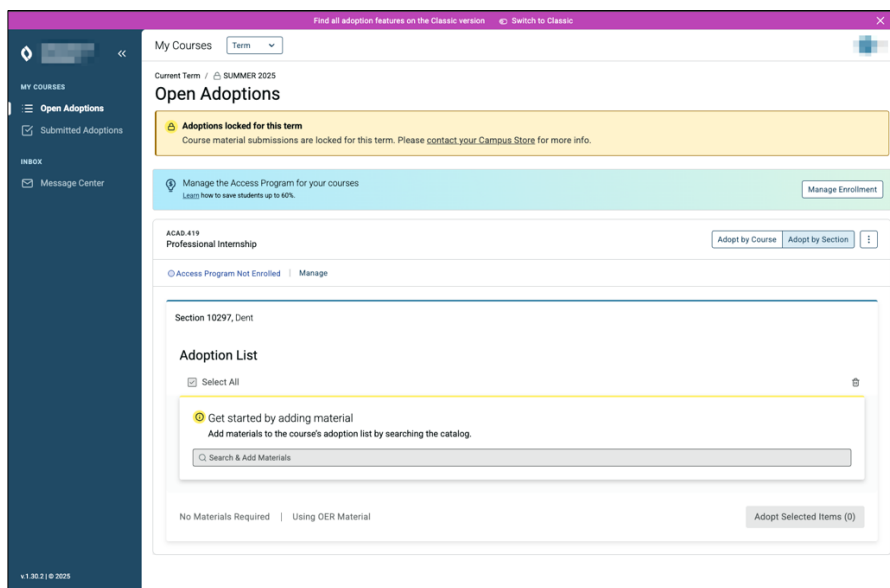 Find all adoption features on the Classic version Switch to Classic
My Courses Term
MY COURSES
Open Adoptions
Submitted Adoptions
INBOX
Message Center
v.1.30.2 | © 2025
Current Term / SUMMER 2025
Open Adoptions
Adoptions locked for this term
Course material submissions are locked for this term. Please contact your Campus Store for more info.
Manage the Access Program for your courses
Learn how to save students up to 60%.
Manage Enrollment
ACAD.419
Professional Internship
Adopt by Course Adopt by Section
Access Program Not Enrolled | Manage
Section 10297, Dent
Adoption List
Select All
Get started by adding material
Add materials to the course's adoption list by searching the catalog.
Search & Add Materials
No Materials Required | Using OER Material
Adopt Selected Items (0)